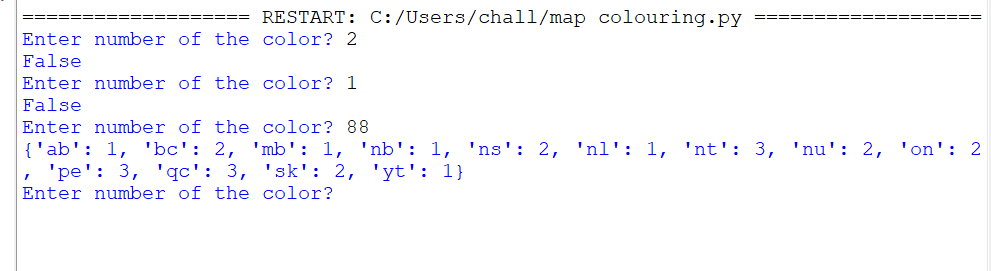 =================== RESTART: C:/Users/chall/map colouring.py ===================
Enter number of the color? 2
False
Enter number of the color? 1
False
Enter number of the color? 88
{'ab': 1, 'bc': 2, 'mb': 1, 'nb': 1, 'ns': 2, 'nl': 1, 'nt': 3, 'nu': 2, 'on': 2
, 'pe': 3, 'qc': 3, 'sk': 2, 'yt': 1}
Enter number of the color?